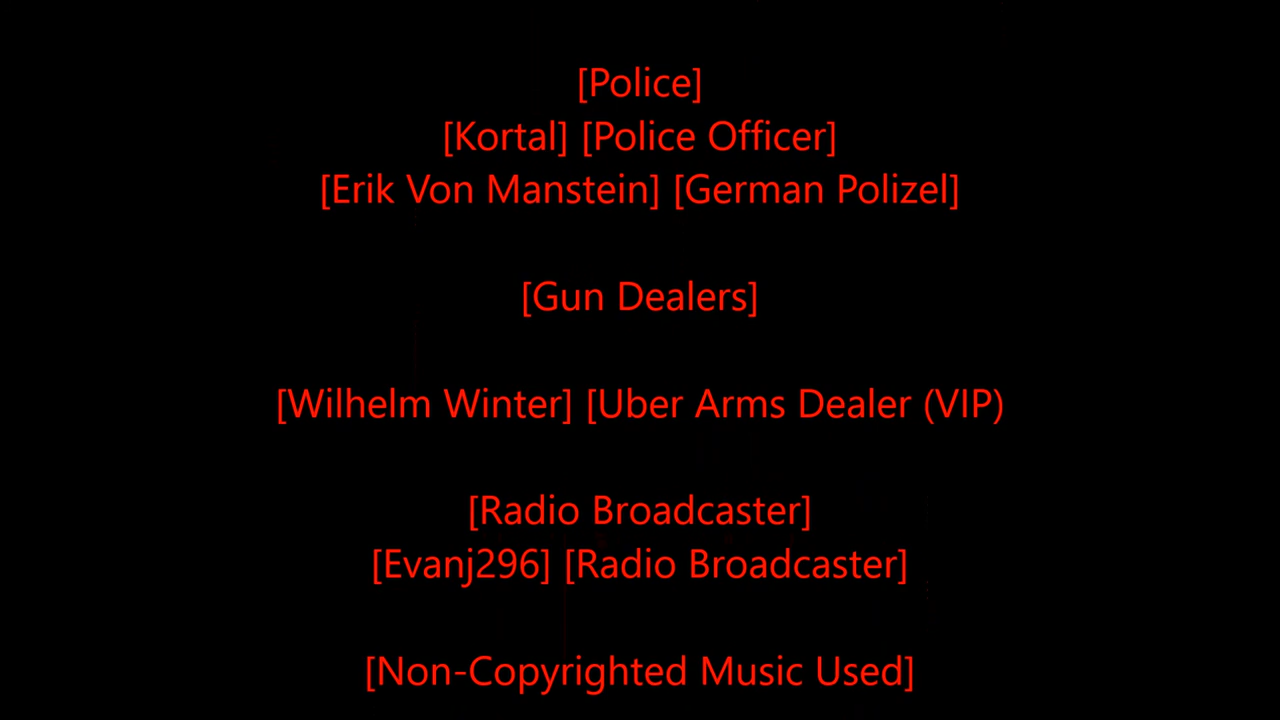 [Police]
[Kortal] [Police Officer]
[Erik Von Manstein] [German Polizel]
[Gun Dealers]
[Wilhelm Winter] [Uber Arms Dealer (VIP)
[Radio Broadcaster]
[Evanj296] [Radio Broadcaster]
[Non-Copyrighted Music Used]